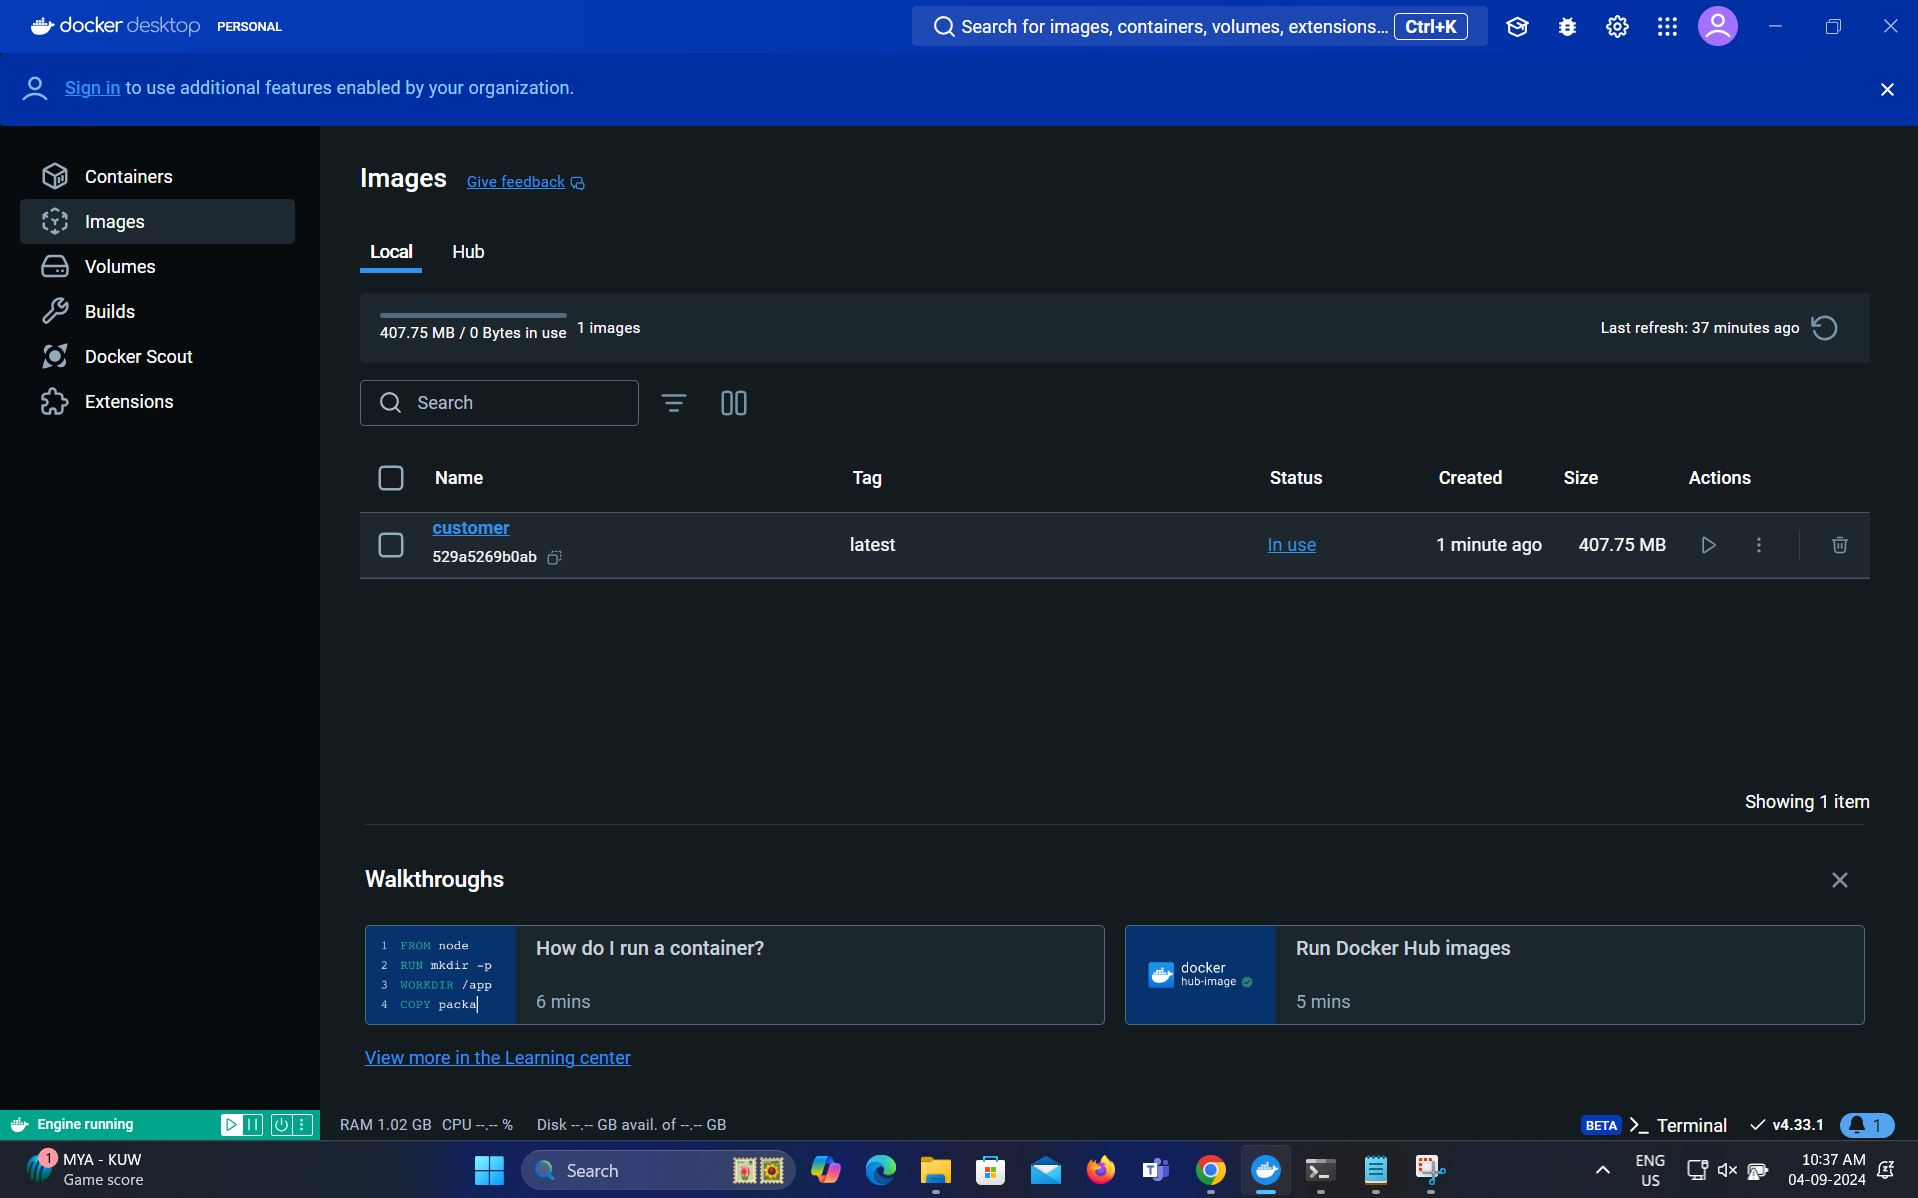 docker desktop PERSONAL
Search for images, containers, volumes, extensions... Ctrl+K
Sign in to use additional features enabled by your organization.
Containers
Images
Volumes
Builds
Docker Scout
Extensions
Images Give feedback
Local Hub
407.75 MB / 0 Bytes in use 1 images
Last refresh: 37 minutes ago
Search
Name Tag Status Created Size Actions
customer
529a5269b0ab
latest In use 1 minute ago 407.75 MB
Showing 1 item
Walkthroughs
1 FROM node
2 RUN mkdir -p
3 WORKDIR /app
4 COPY packa
How do I run a container?
6 mins
docker
hub-image
Run Docker Hub images
5 mins
View more in the Learning center
Engine running
RAM 1.02 GB CPU --.-- % Disk --.-- GB avail. of --.-- GB
BETA Terminal v4.33.1 1
1
MYA - KUW
Game score
Search
ENG
US
10:37 AM
04-09-2024